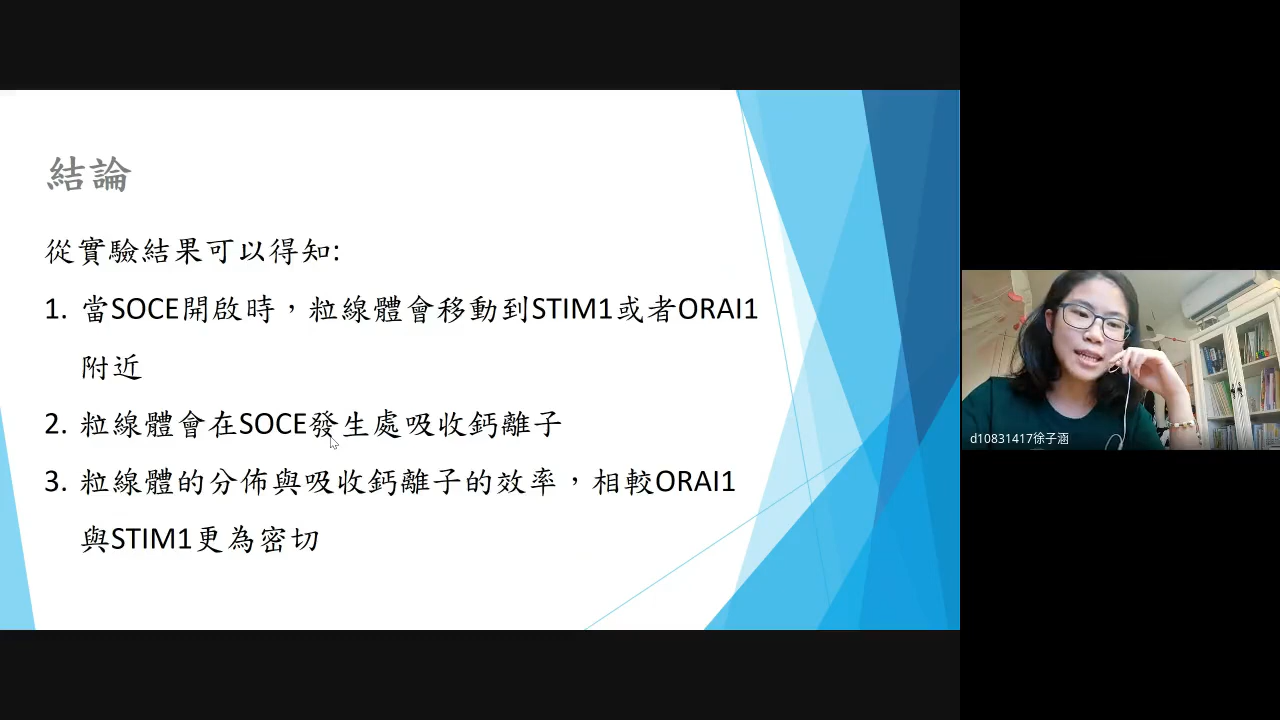 結論
從實驗結果可以得知:
1. 當SOCE開啟時，粒線體會移動到STIM1或者ORAI1
附近
2. 粒線體會在SOCE發生處吸收鈣離子
3. 粒線體的分佈與吸收鈣離子的效率，相較ORAI1
與STIM1更為密切
d10831417徐子涵